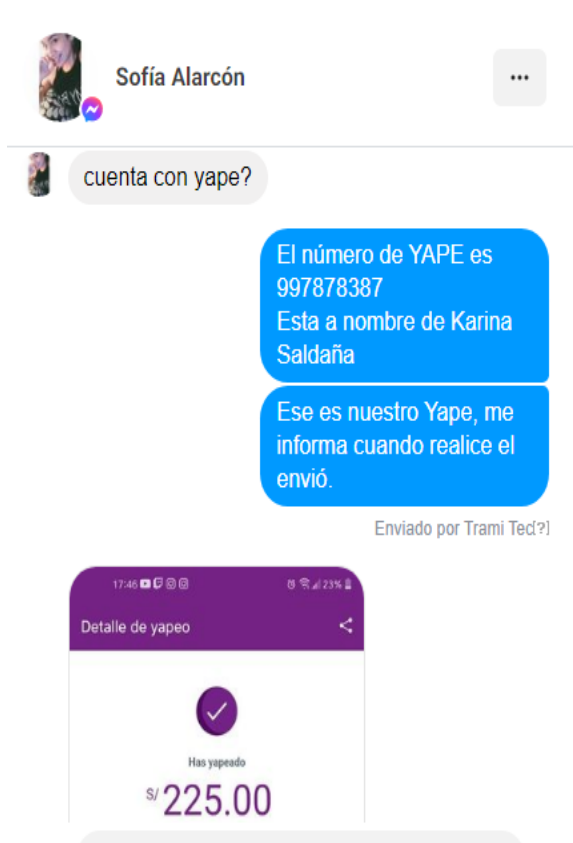 Sofía Alarcón
cuenta con yape?
El número de YAPE es
997878387
Esta a nombre de Karina
Saldaña
Ese es nuestro Yape, me
informa cuando realice el
envió.
Enviado por Trami Tec[?]
17:46 23%
Detalle de yapeo
Has yapeado
S/ 225.00